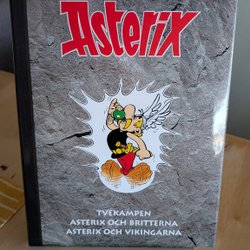 Asterix
TVEKAMPEN
ASTERIX OCH BRITTERNA
ASTERIX OCH VIKINGARNA